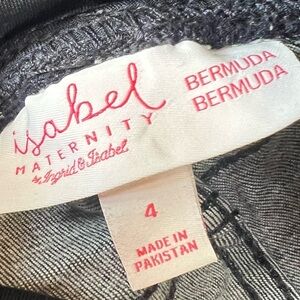 isabel
MATERNITY
by Ingrid & Isabel
BERMUDA
BERMUDA
4
MADE IN
PAKISTAN